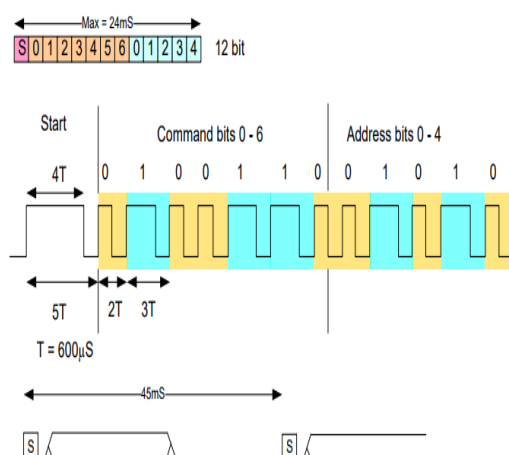 Max = 24mS
S 0 1 2 3 4 5 6 0 1 2 3 4 12 bit
Start
Command bits 0 - 6 Address bits 0 - 4
4T 0 1 0 0 1 1 0 0 1 0 1 0
5T 2T 3T
T = 600µS
45mS
S S